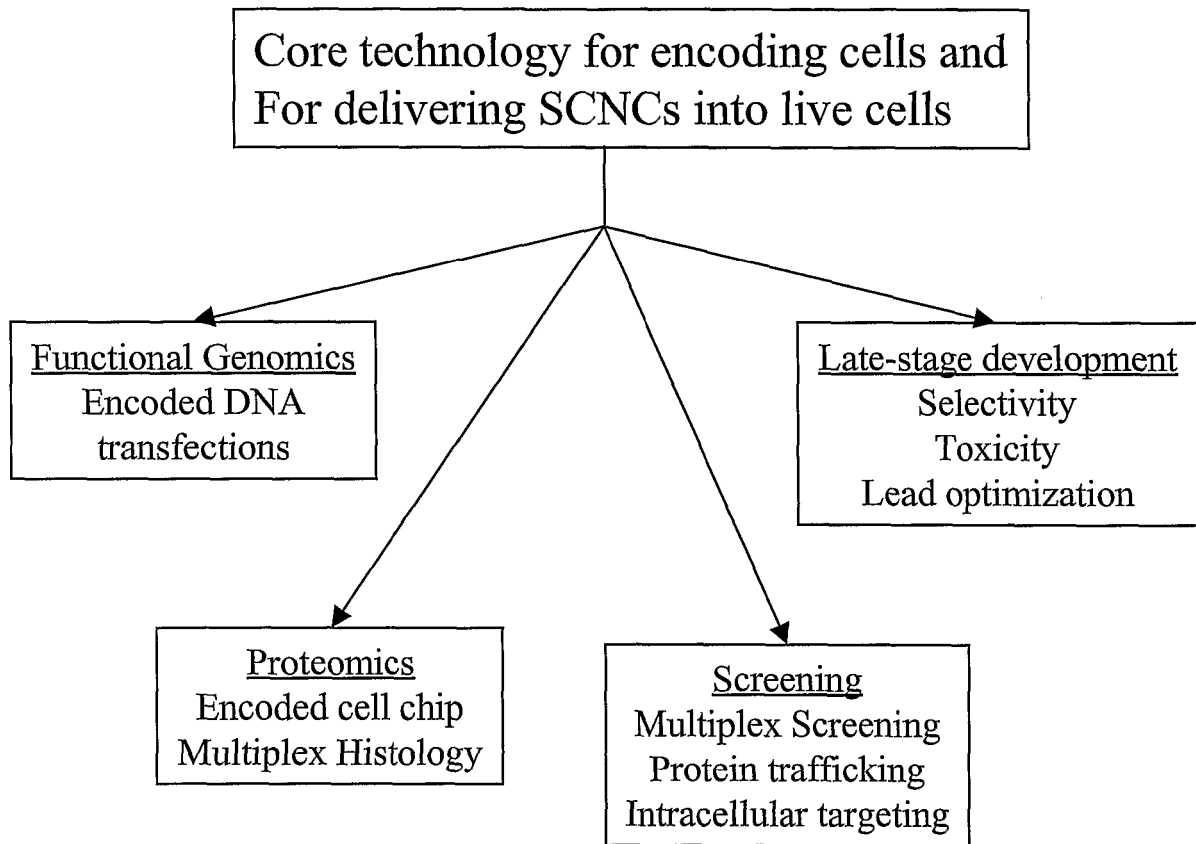 Core technology for encoding cells and
For delivering SCNCs into live cells
Functional Genomics
Encoded DNA
transfections
Late-stage development
Selectivity
Toxicity
Lead optimization
Proteomics
Encoded cell chip
Multiplex Histology
Screening
Multiplex Screening
Protein trafficking
Intracellular targeting